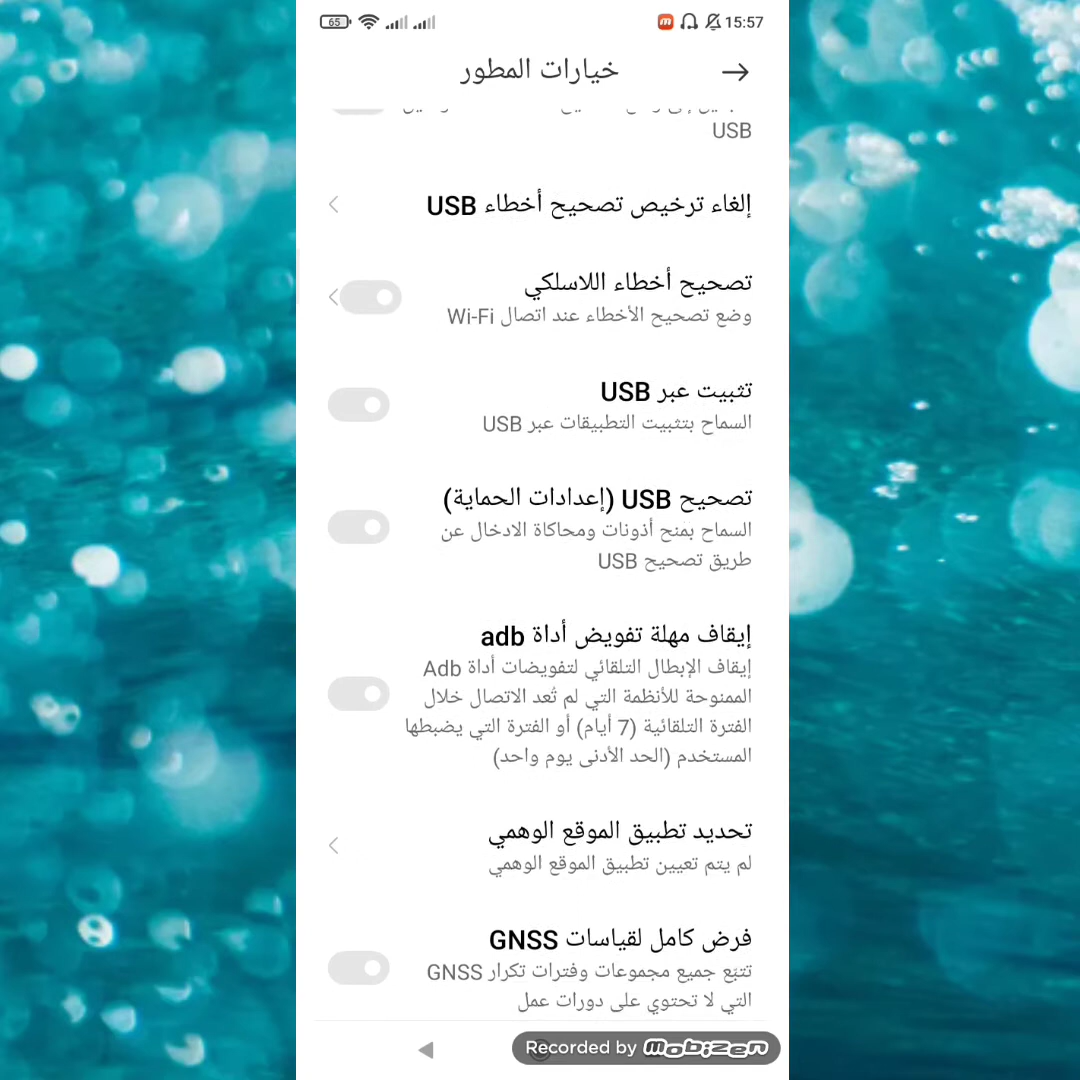 65
15:57
خيارات المطور
USB
إلغاء ترخيص تصحيح أخطاء USB
تصحيح أخطاء اللاسلكي
وضع تصحيح الأخطاء عند اتصال Wi-Fi
تثبيت عبر USB
السماح بتثبيت التطبيقات عبر USB
تصحيح USB (إعدادات الحماية)
السماح بمنح أذونات ومحاكاة الادخال عن
طريق تصحيح USB
إيقاف مهلة تفويض أداة adb
إيقاف الإبطال التلقائي لتفويضات أداة Adb
الممنوحة للأنظمة التي لم تُعد الاتصال خلال
الفترة التلقائية (7 أيام) أو الفترة التي يضبطها
المستخدم (الحد الأدنى يوم واحد)
تحديد تطبيق الموقع الوهمي
لم يتم تعيين تطبيق الموقع الوهمي
فرض كامل لقياسات GNSS
تتبّع جميع مجموعات وفترات تكرار GNSS
التي لا تحتوي على دورات عمل
Recorded by mobizen